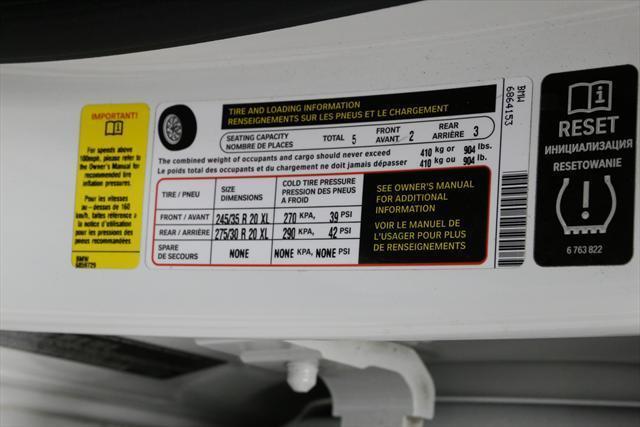 IMPORTANT!
For speeds above
100mph, please refer to
the Owner's Manual for
recommended tire
inflation pressures.
Pour les vitesses
au-dessus de 160
km/h, faites référence à
la notice d'utilisation
pour les pressions des
pneus recommandées
BMW
6859729
TIRE AND LOADING INFORMATION
RENSEIGNEMENTS SUR LES PNEUS ET LE CHARGEMENT
SEATING CAPACITY
NOMBRE DE PLACES
TOTAL 5
FRONT
AVANT 2
REAR
ARRIÈRE 3
The combined weight of occupants and cargo should never exceed 410 kg or 904 lbs.
Le poids total des occupants et du chargement ne doit jamais dépasser 410 kg ou 904 lb.
TIRE / PNEU
SIZE
DIMENSIONS
COLD TIRE PRESSURE
PRESSION DES PNEUS
A FROID
FRONT / AVANT 245/35 R 20 XL 270 KPA, 39 PSI
REAR / ARRIÈRE 275/30 R 20 XL 290 KPA, 42 PSI
SPARE
DE SECOURS
NONE NONE KPA, NONE PSI
SEE OWNER'S MANUAL
FOR ADDITIONAL
INFORMATION
VOIR LE MANUEL DE
L'USAGER POUR PLUS
DE RENSEIGNEMENTS
BMW
6864153
RESET
ИНИЦИАЛИЗАЦИЯ
RESETOWANIE
6 763 822